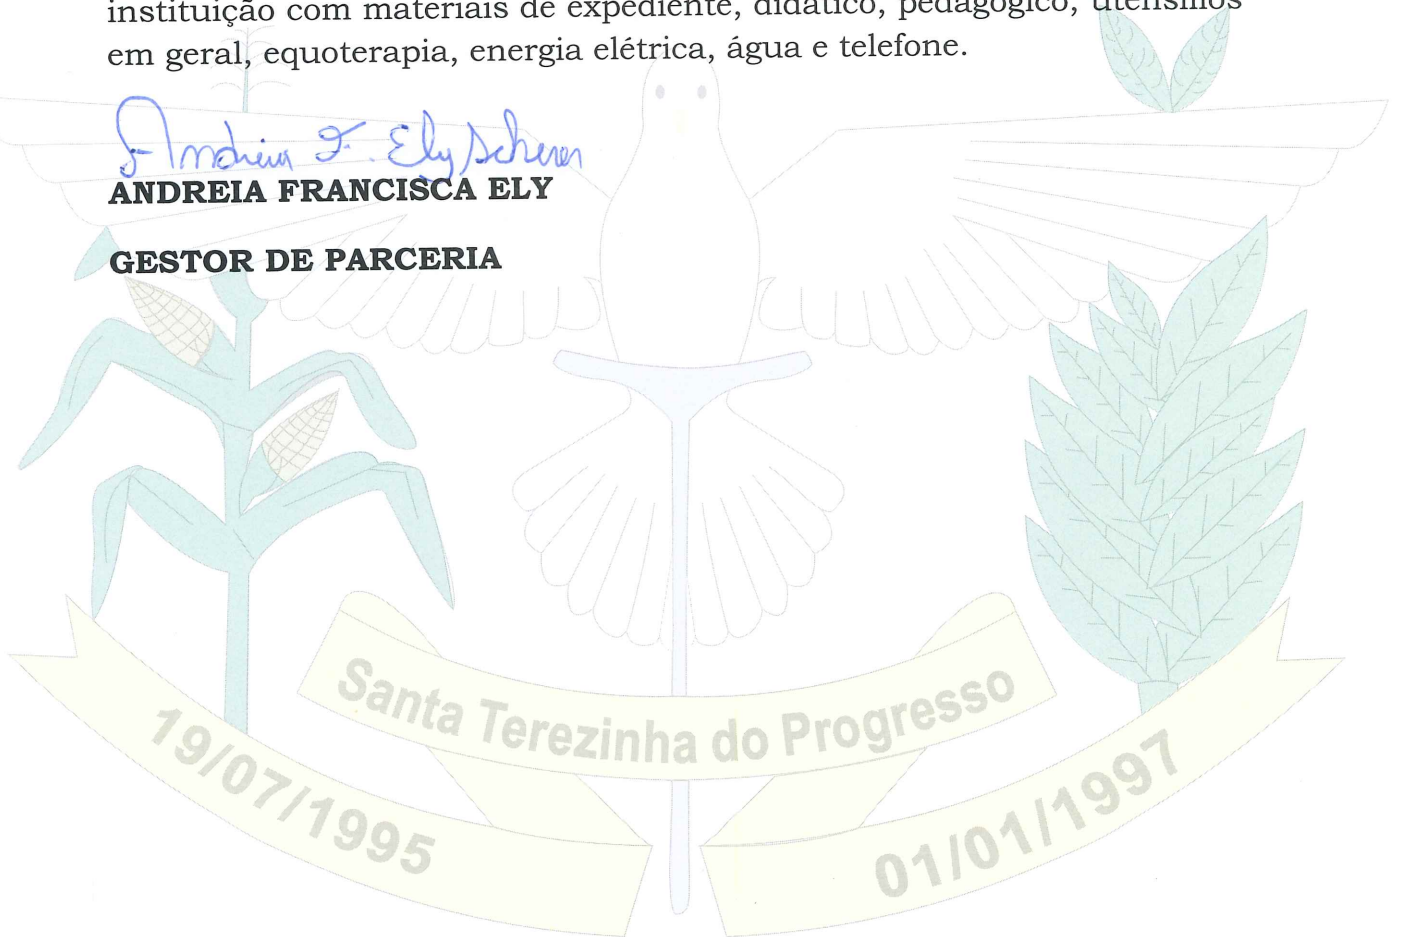 instituição com materiais de expediente, didático, pedagógico, utensílios
em geral, equoterapia, energia elétrica, água e telefone.
Andreia F. Ely Scherer
ANDREIA FRANCISCA ELY
GESTOR DE PARCERIA
Santa Terezinha do Progresso
19/07/1995
01/01/1997